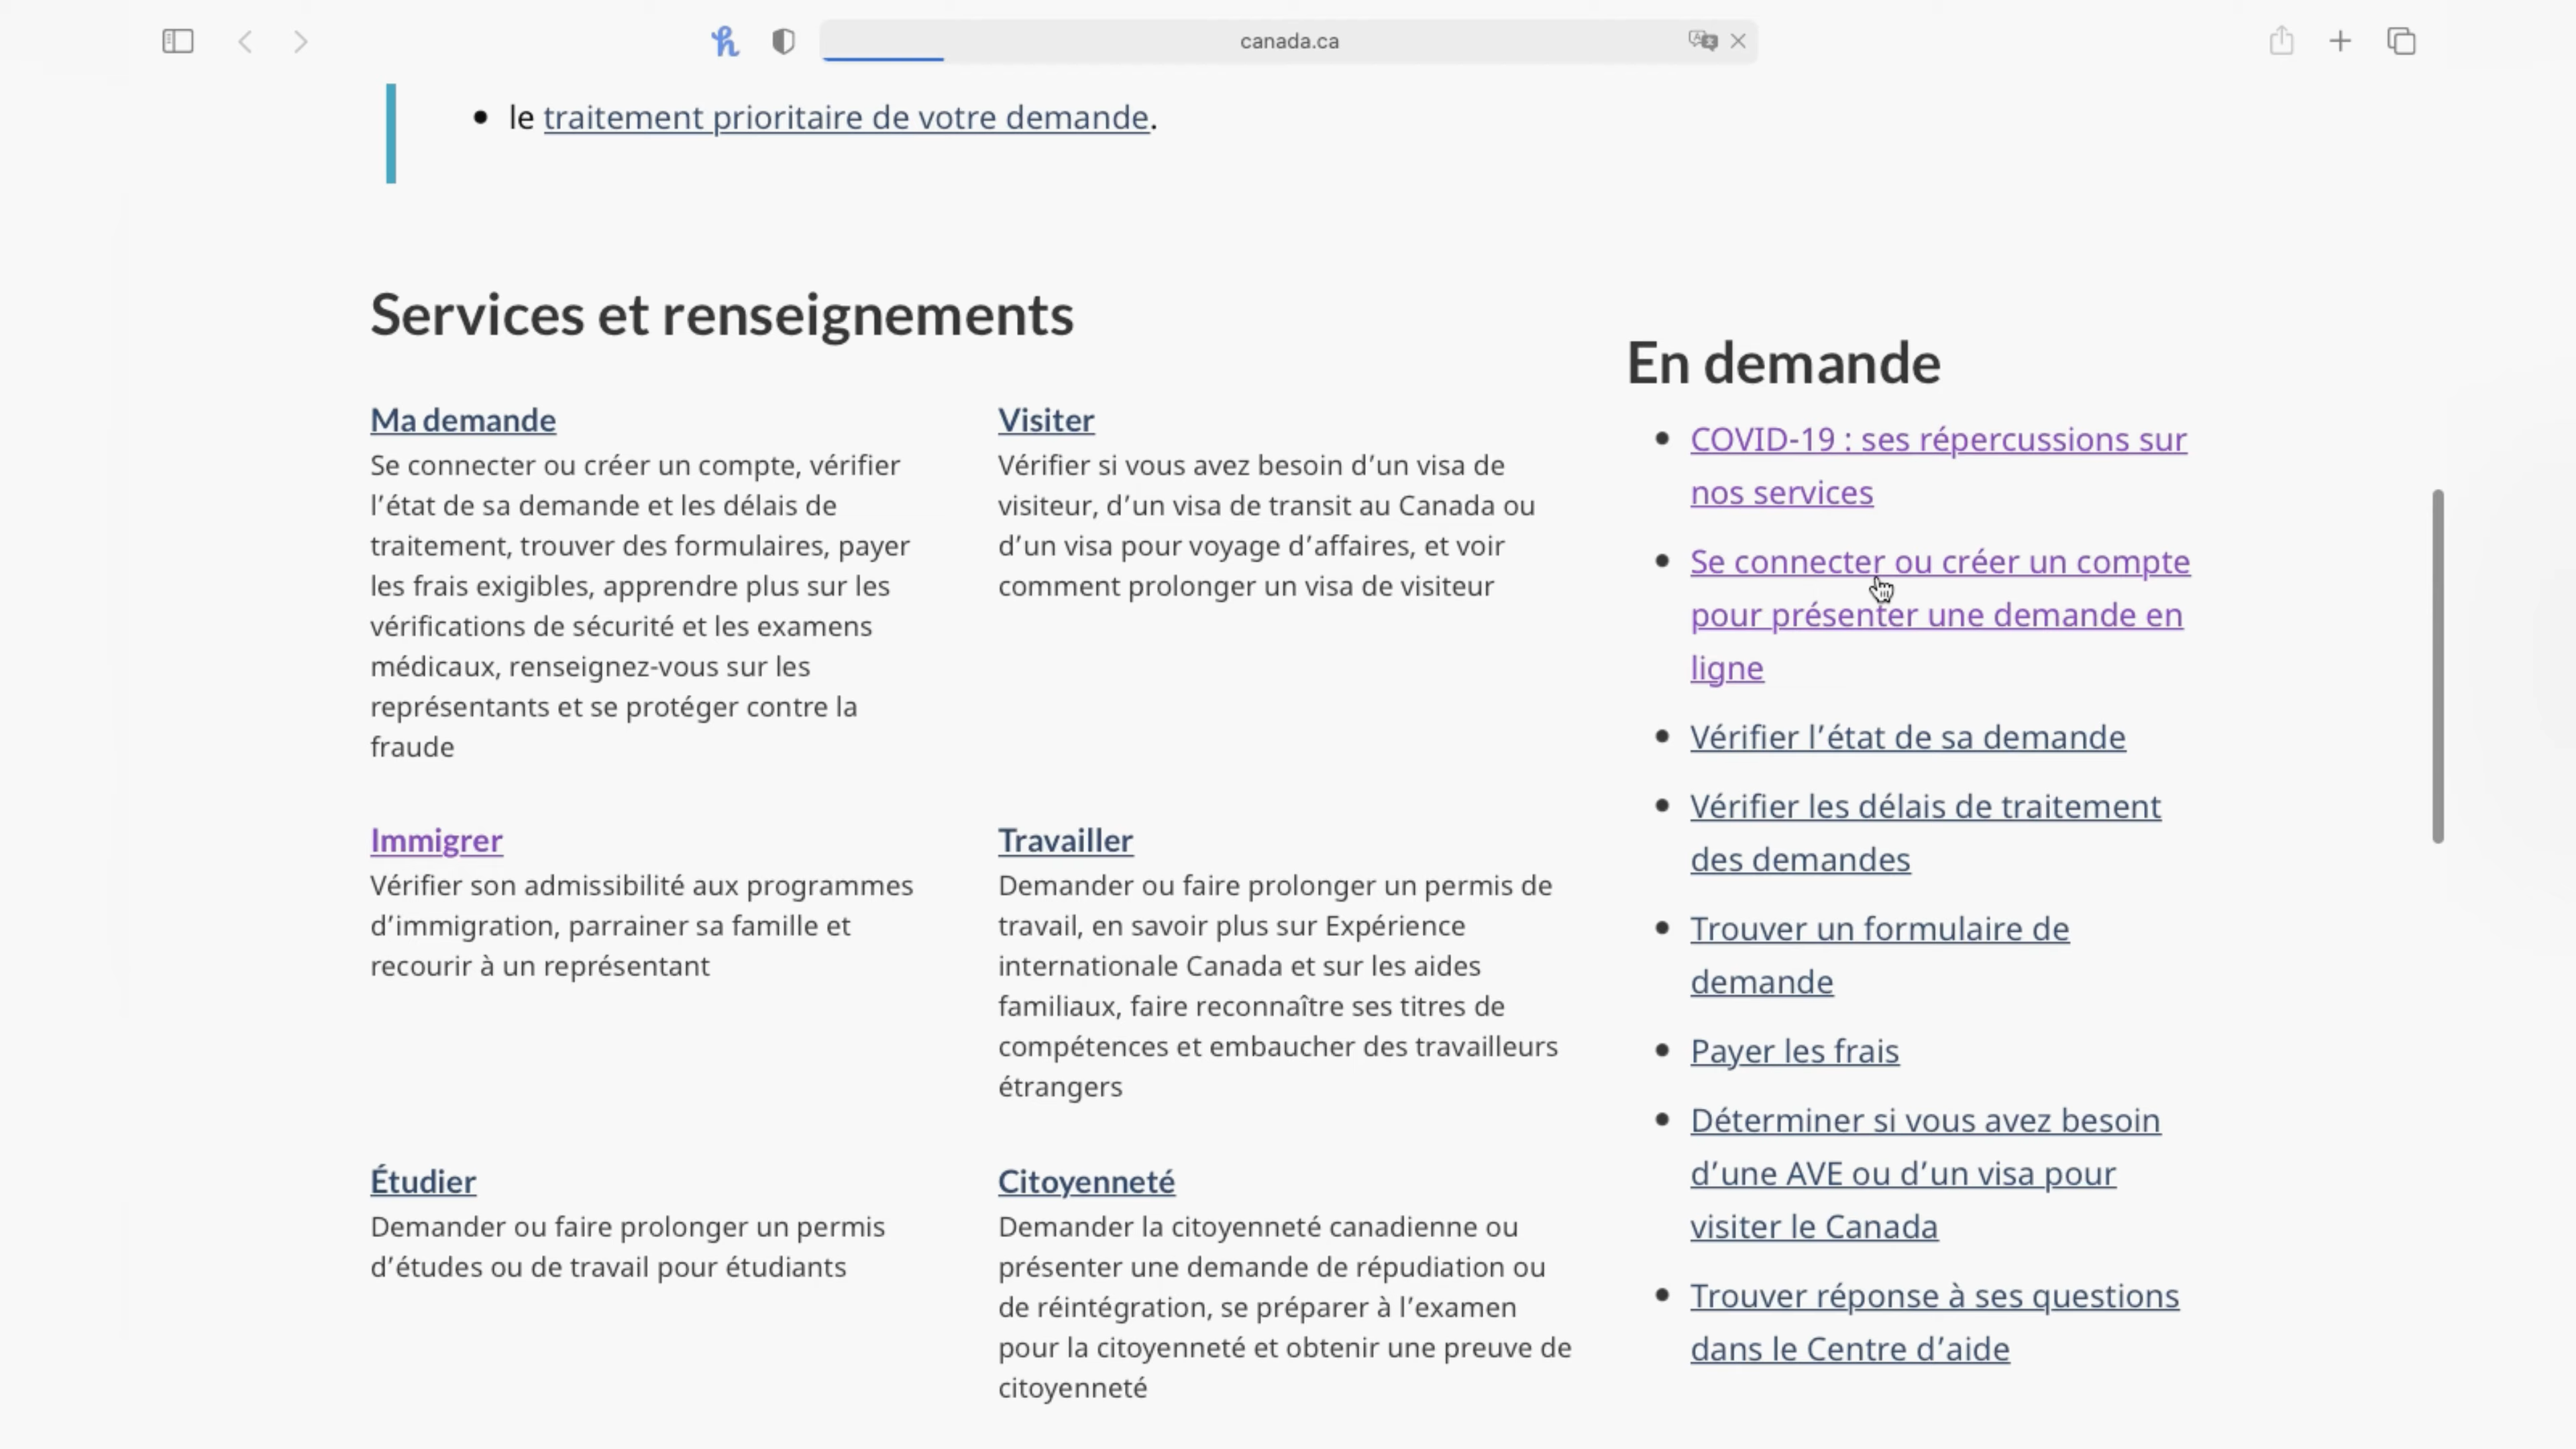 canada.ca
le traitement prioritaire de votre demande.
Services et renseignements
Ma demande
Se connecter ou créer un compte, vérifier
l’état de sa demande et les délais de
traitement, trouver des formulaires, payer
les frais exigibles, apprendre plus sur les
vérifications de sécurité et les examens
médicaux, renseignez-vous sur les
représentants et se protéger contre la
fraude
Visiter
Vérifier si vous avez besoin d’un visa de
visiteur, d’un visa de transit au Canada ou
d’un visa pour voyage d’affaires, et voir
comment prolonger un visa de visiteur
Immigrer
Vérifier son admissibilité aux programmes
d’immigration, parrainer sa famille et
recourir à un représentant
Travailler
Demander ou faire prolonger un permis de
travail, en savoir plus sur Expérience
internationale Canada et sur les aides
familiaux, faire reconnaître ses titres de
compétences et embaucher des travailleurs
étrangers
Étudier
Demander ou faire prolonger un permis
d’études ou de travail pour étudiants
Citoyenneté
Demander la citoyenneté canadienne ou
présenter une demande de répudiation ou
de réintégration, se préparer à l’examen
pour la citoyenneté et obtenir une preuve de
citoyenneté
En demande
COVID-19 : ses répercussions sur
nos services
Se connecter ou créer un compte
pour présenter une demande en
ligne
Vérifier l’état de sa demande
Vérifier les délais de traitement
des demandes
Trouver un formulaire de
demande
Payer les frais
Déterminer si vous avez besoin
d’une AVE ou d’un visa pour
visiter le Canada
Trouver réponse à ses questions
dans le Centre d’aide